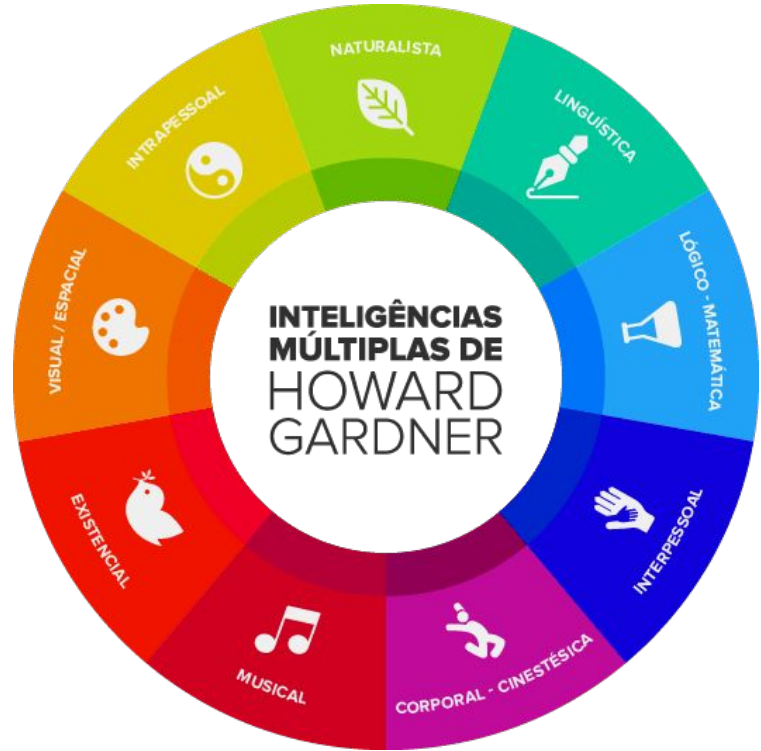 NATURALISTA
LINGUÍSTICA
LÓGICO - MATEMÁTICA
INTERPESSOAL
CORPORAL - CINESTÉSICA
MUSICAL
EXISTENCIAL
VISUAL / ESPACIAL
INTRAPESSOAL
INTELIGÊNCIAS
MÚLTIPLAS DE
HOWARD
GARDNER